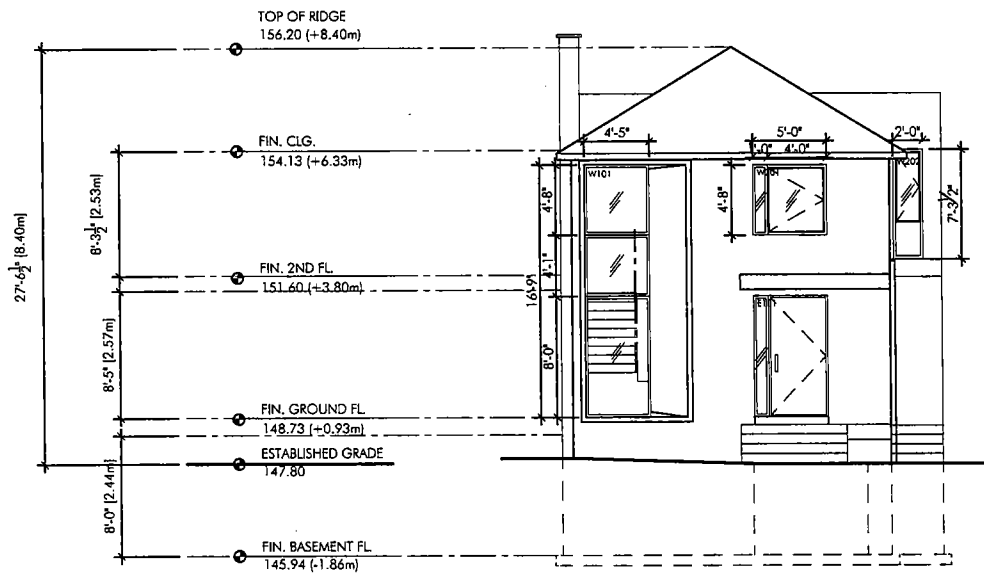 TOP OF RIDGE
156.20 (+8.40m)
FIN. CLG.
154.13 (+6.33m)
FIN. 2ND FL.
151.60 (+3.80m)
FIN. GROUND FL.
148.73 (+0.93m)
ESTABLISHED GRADE
147.80
FIN. BASEMENT FL.
145.94 (-1.86m)
27'-6½" [8.40m]
8'-3½" [2.53m]
8'-5" [2.57m]
8'-0" [2.44m]
4'-5"
5'-0"
4'-0"
2'-0"
W101
W202
4'-8"
4'-1"
16'-9"
8'-0"
4'-8"
7'-3½"